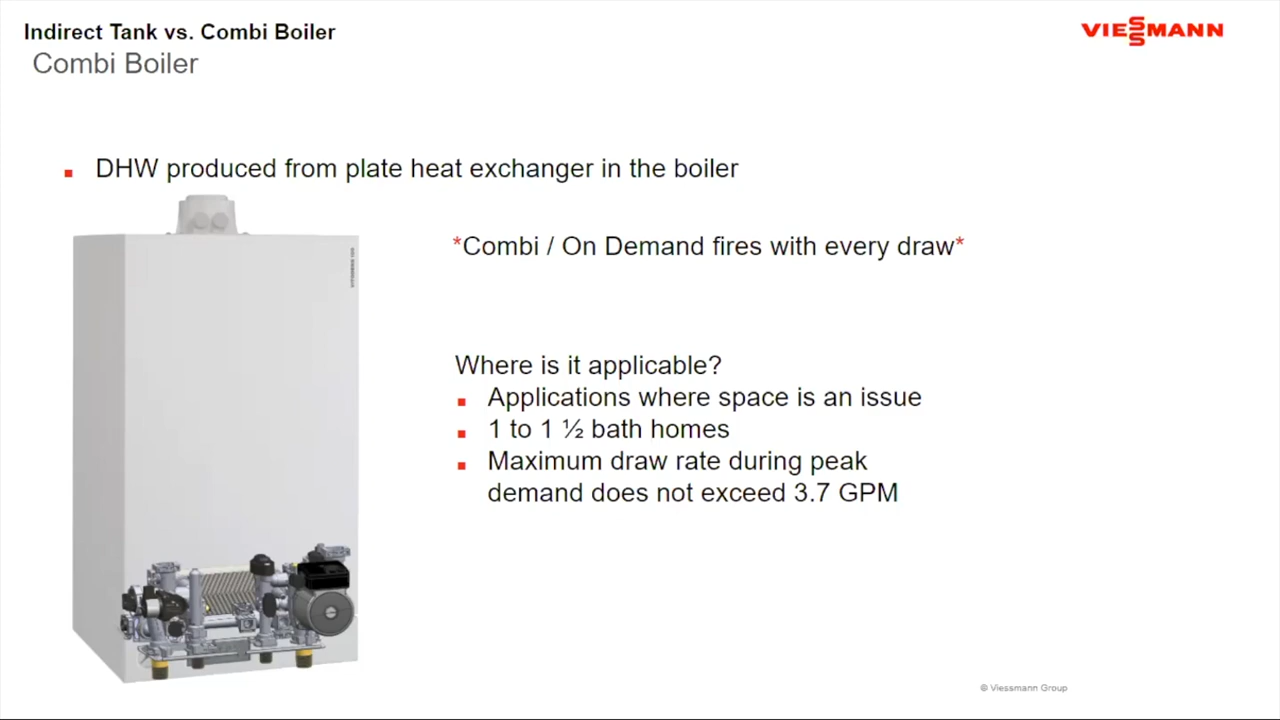 Indirect Tank vs. Combi Boiler
VIESSMANN
Combi Boiler
DHW produced from plate heat exchanger in the boiler
*Combi / On Demand fires with every draw*
Where is it applicable?
Applications where space is an issue
1 to 1 ½ bath homes
Maximum draw rate during peak
demand does not exceed 3.7 GPM
© Viessmann Group